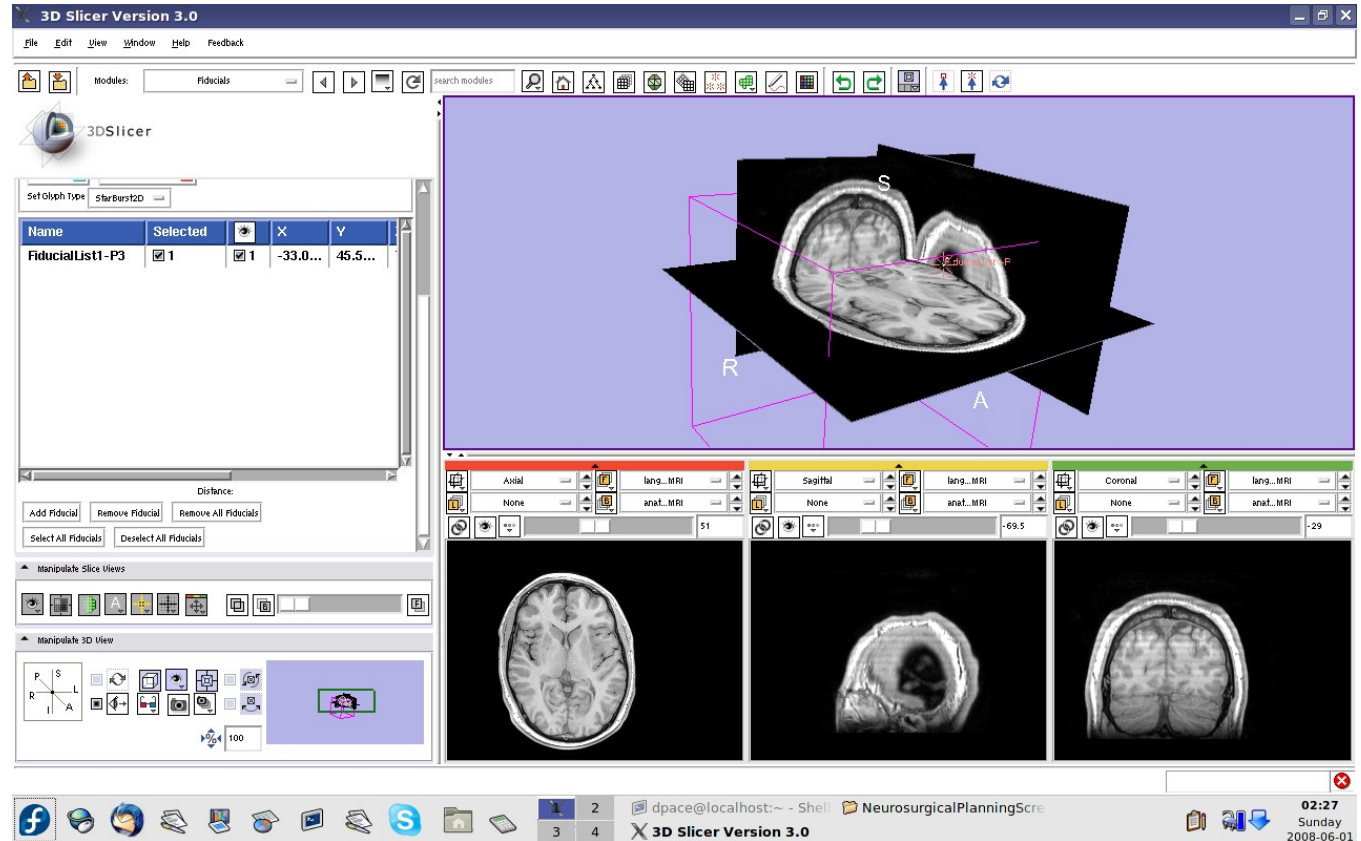 3D Slicer Version 3.0
File Edit View Window Help Feedback
Modules: Fiducials search modules
3DSlicer
Set Glyph Type StarBurst2D
Name Selected X Y
FiducialList1-P3 1 1 -33.0... 45.5...
Distance:
Add Fiducial Remove Fiducial Remove All Fiducials
Select All Fiducials Deselect All Fiducials
Manipulate Slice Views
A B F
Manipulate 3D View
P S
R L
I A
% 100
S
R
A
Axial F lang...MRI
L None B anat...MRI
51
Sagittal F lang...MRI
L None B anat...MRI
-69.5
Coronal F lang...MRI
L None B anat...MRI
-29
1 2
3 4
dpace@localhost:~ - Shell
NeurosurgicalPlanningScre
3D Slicer Version 3.0
02:27
Sunday
2008-06-01